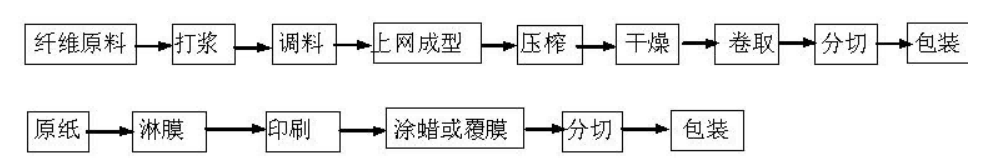 纤维原料 打浆 调料 上网成型 压榨 干燥 卷取 分切 包装
原纸 淋膜 印刷 涂蜡或覆膜 分切 包装